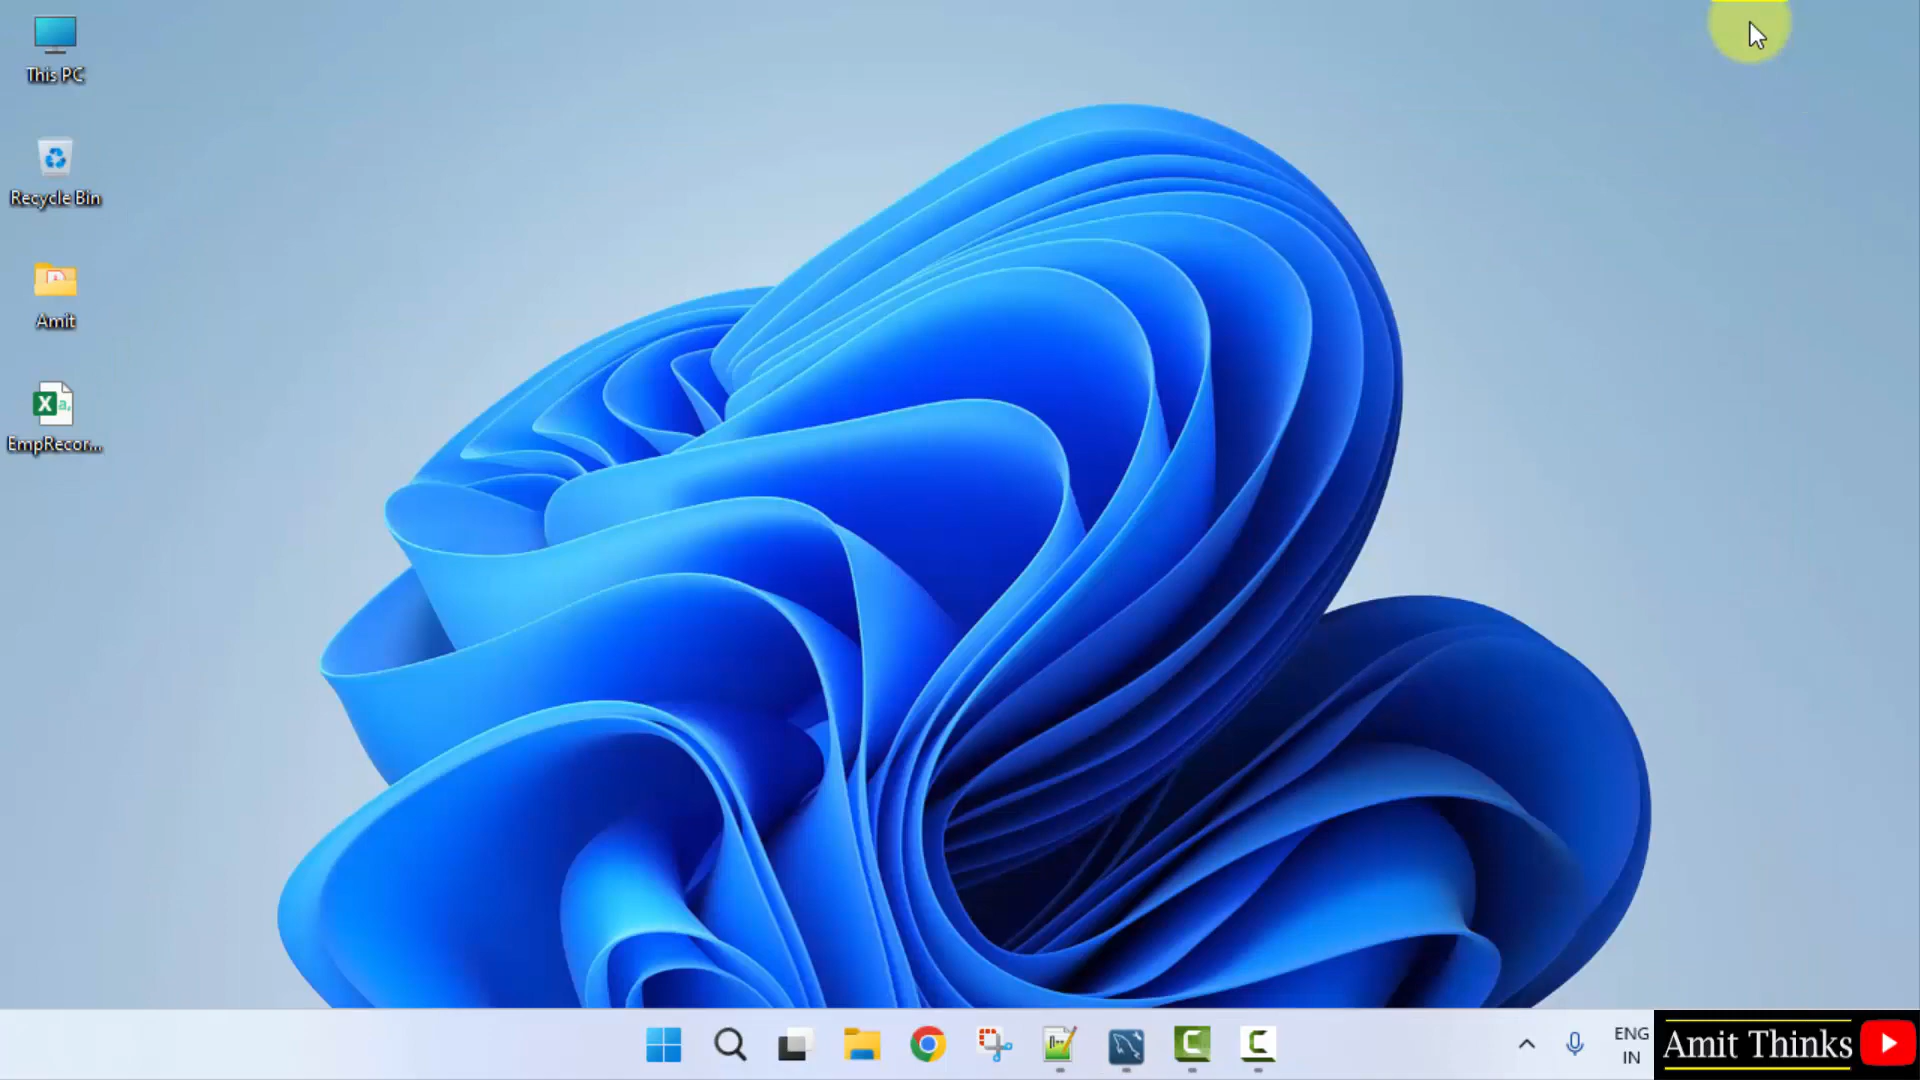 This PC
Recycle Bin
Amit
EmpRecor...
ENG
IN
Amit Thinks